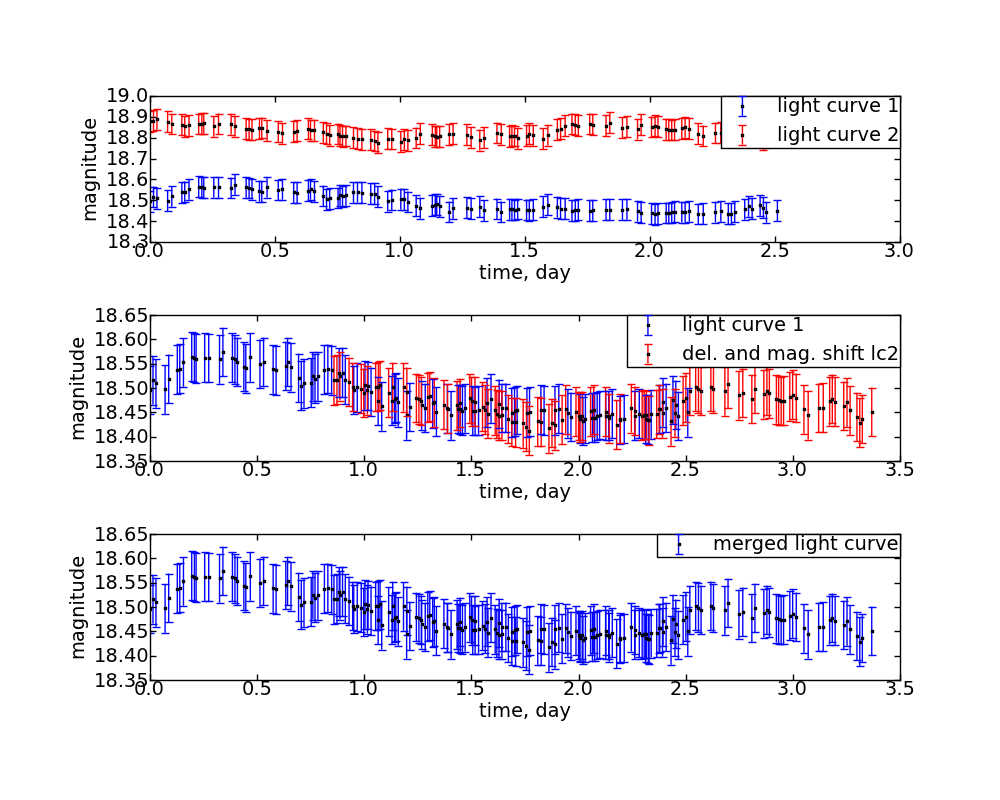 19.0
18.9
18.8
18.7
18.6
18.5
18.4
18.3
magnitude
light curve 1
light curve 2
0.0 0.5 1.0 1.5 2.0 2.5 3.0
time, day
18.65
18.60
18.55
18.50
18.45
18.40
18.35
magnitude
light curve 1
del. and mag. shift lc2
0.0 0.5 1.0 1.5 2.0 2.5 3.0 3.5
time, day
18.65
18.60
18.55
18.50
18.45
18.40
18.35
magnitude
merged light curve
0.0 0.5 1.0 1.5 2.0 2.5 3.0 3.5
time, day